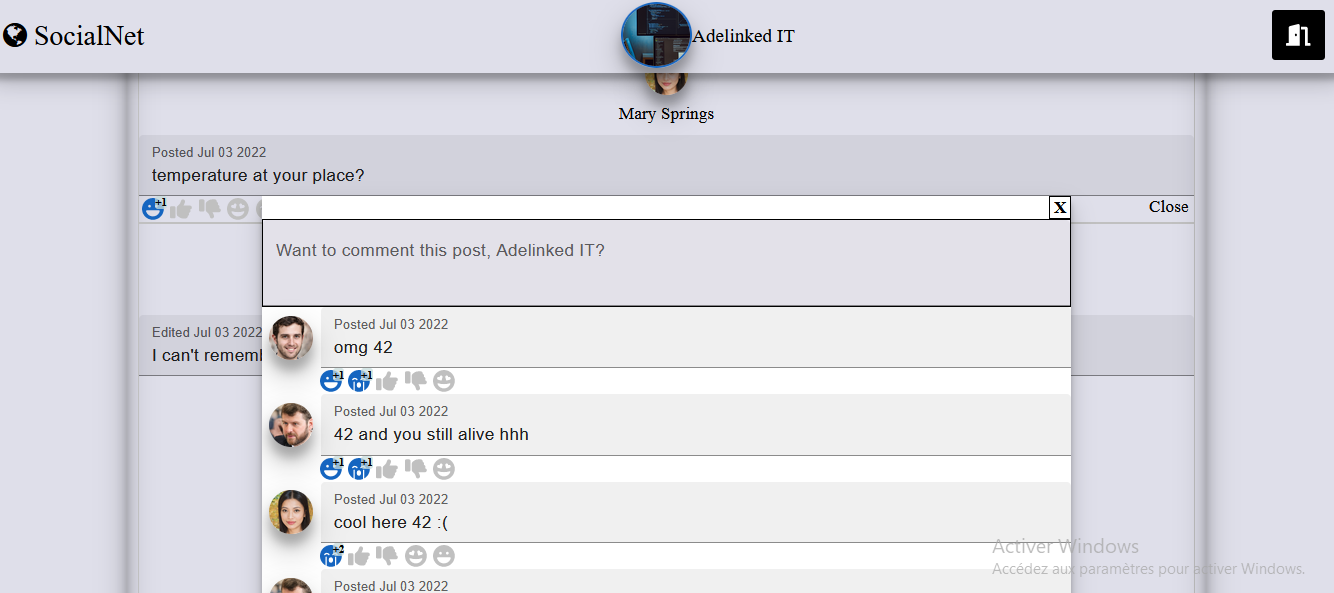 SocialNet
Adelinked IT
Mary Springs
Posted Jul 03 2022
temperature at your place?
+1
Close
X
Want to comment this post, Adelinked IT?
Edited Jul 03 2022
I can't
Posted Jul 03 2022
omg 42
+1 +1
Posted Jul 03 2022
42 and you still alive hhh
+1 +1
Posted Jul 03 2022
cool here 42 :(
+2
Posted Jul 03 2022
Activer Windows
Accédez aux paramètres pour activer Windows.